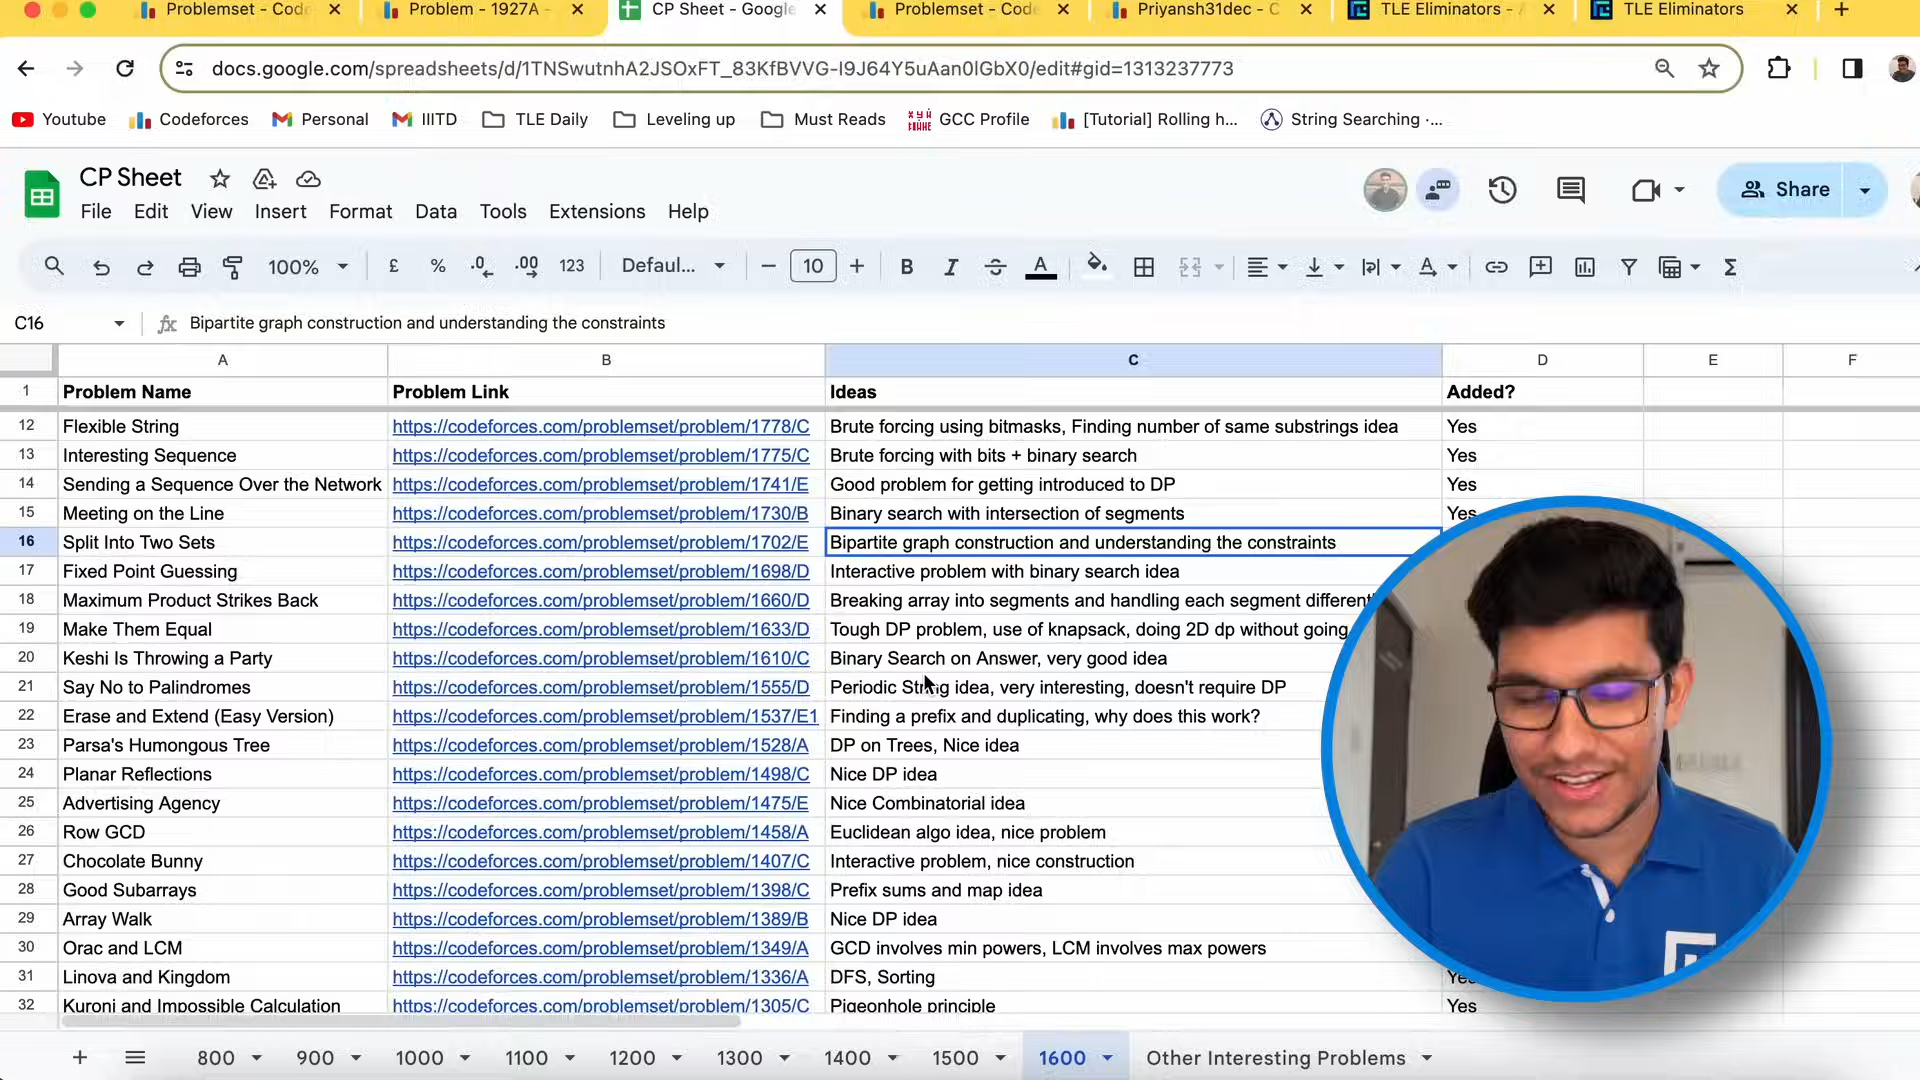 Problemset - Code
Problem - 1927A -
CP Sheet - Google
Problemset - Code
Priyansh31dec - C
TLE Eliminators - A
TLE Eliminators
docs.google.com/spreadsheets/d/1TNSwutnhA2JSOxFT_83KfBVVG-I9J64Y5uAan0lGbX0/edit#gid=1313237773
Youtube
Codeforces
Personal
IIITD
TLE Daily
Leveling up
Must Reads
GCC Profile
[Tutorial] Rolling h...
String Searching ·...
CP Sheet
File Edit View Insert Format Data Tools Extensions Help
Share
100% £ % .0 .00 123 Defaul... 10 B I A
C16 fx Bipartite graph construction and understanding the constraints
A B C D E F
1 Problem Name Problem Link Ideas Added?
12 Flexible String https://codeforces.com/problemset/problem/1778/C Brute forcing using bitmasks, Finding number of same substrings idea Yes
13 Interesting Sequence https://codeforces.com/problemset/problem/1775/C Brute forcing with bits + binary search Yes
14 Sending a Sequence Over the Network https://codeforces.com/problemset/problem/1741/E Good problem for getting introduced to DP Yes
15 Meeting on the Line https://codeforces.com/problemset/problem/1730/B Binary search with intersection of segments Yes
16 Split Into Two Sets https://codeforces.com/problemset/problem/1702/E Bipartite graph construction and understanding the constraints
17 Fixed Point Guessing https://codeforces.com/problemset/problem/1698/D Interactive problem with binary search idea
18 Maximum Product Strikes Back https://codeforces.com/problemset/problem/1660/D Breaking array into segments and handling each segment different
19 Make Them Equal https://codeforces.com/problemset/problem/1633/D Tough DP problem, use of knapsack, doing 2D dp without going
20 Keshi Is Throwing a Party https://codeforces.com/problemset/problem/1610/C Binary Search on Answer, very good idea
21 Say No to Palindromes https://codeforces.com/problemset/problem/1555/D Periodic String idea, very interesting, doesn't require DP
22 Erase and Extend (Easy Version) https://codeforces.com/problemset/problem/1537/E1 Finding a prefix and duplicating, why does this work?
23 Parsa's Humongous Tree https://codeforces.com/problemset/problem/1528/A DP on Trees, Nice idea
24 Planar Reflections https://codeforces.com/problemset/problem/1498/C Nice DP idea
25 Advertising Agency https://codeforces.com/problemset/problem/1475/E Nice Combinatorial idea
26 Row GCD https://codeforces.com/problemset/problem/1458/A Euclidean algo idea, nice problem
27 Chocolate Bunny https://codeforces.com/problemset/problem/1407/C Interactive problem, nice construction
28 Good Subarrays https://codeforces.com/problemset/problem/1398/C Prefix sums and map idea
29 Array Walk https://codeforces.com/problemset/problem/1389/B Nice DP idea
30 Orac and LCM https://codeforces.com/problemset/problem/1349/A GCD involves min powers, LCM involves max powers
31 Linova and Kingdom https://codeforces.com/problemset/problem/1336/A DFS, Sorting Yes
32 Kuroni and Impossible Calculation https://codeforces.com/problemset/problem/1305/C Pigeonhole principle Yes
800 900 1000 1100 1200 1300 1400 1500 1600 Other Interesting Problems